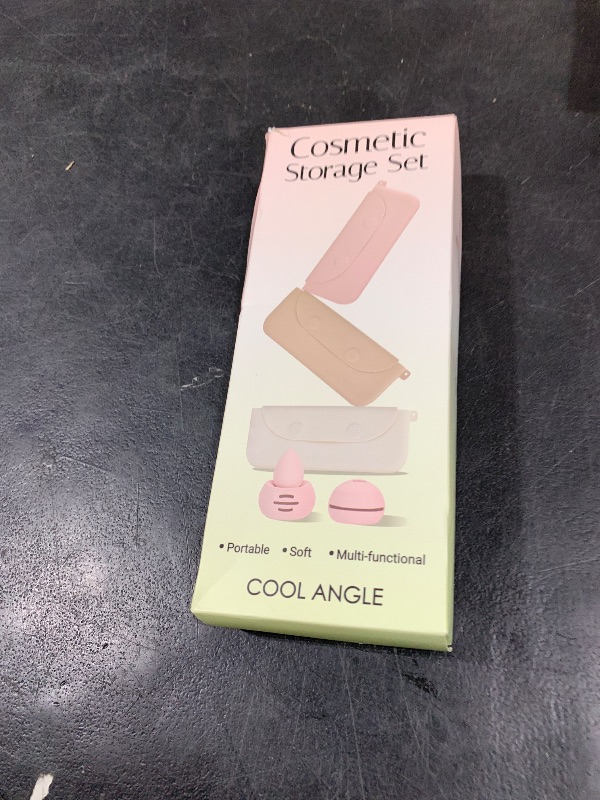 Cosmetic
Storage Set
• Portable • Soft • Multi-functional
COOL ANGLE